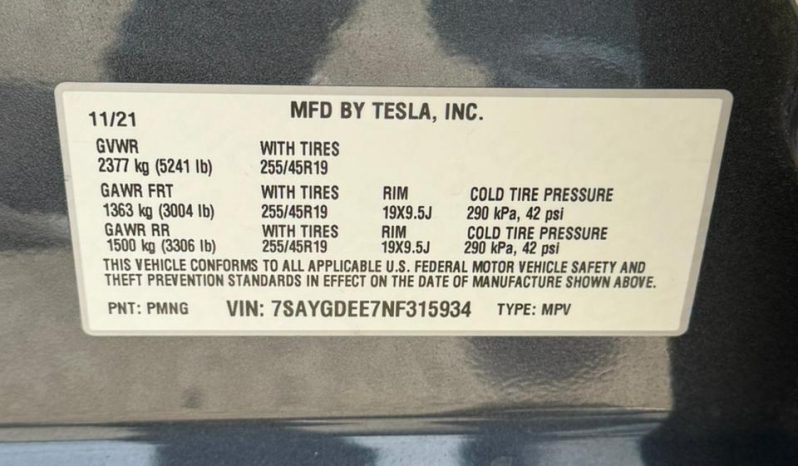 11/21 MFD BY TESLA, INC.
GVWR WITH TIRES
2377 kg (5241 lb) 255/45R19
GAWR FRT WITH TIRES RIM COLD TIRE PRESSURE
1363 kg (3004 lb) 255/45R19 19X9.5J 290 kPa, 42 psi
GAWR RR WITH TIRES RIM COLD TIRE PRESSURE
1500 kg (3306 lb) 255/45R19 19X9.5J 290 kPa, 42 psi
THIS VEHICLE CONFORMS TO ALL APPLICABLE U.S. FEDERAL MOTOR VEHICLE SAFETY AND
THEFT PREVENTION STANDARDS IN EFFECT ON THE DATE OF MANUFACTURE SHOWN ABOVE.
PNT: PMNG VIN: 7SAYGDEE7NF315934 TYPE: MPV